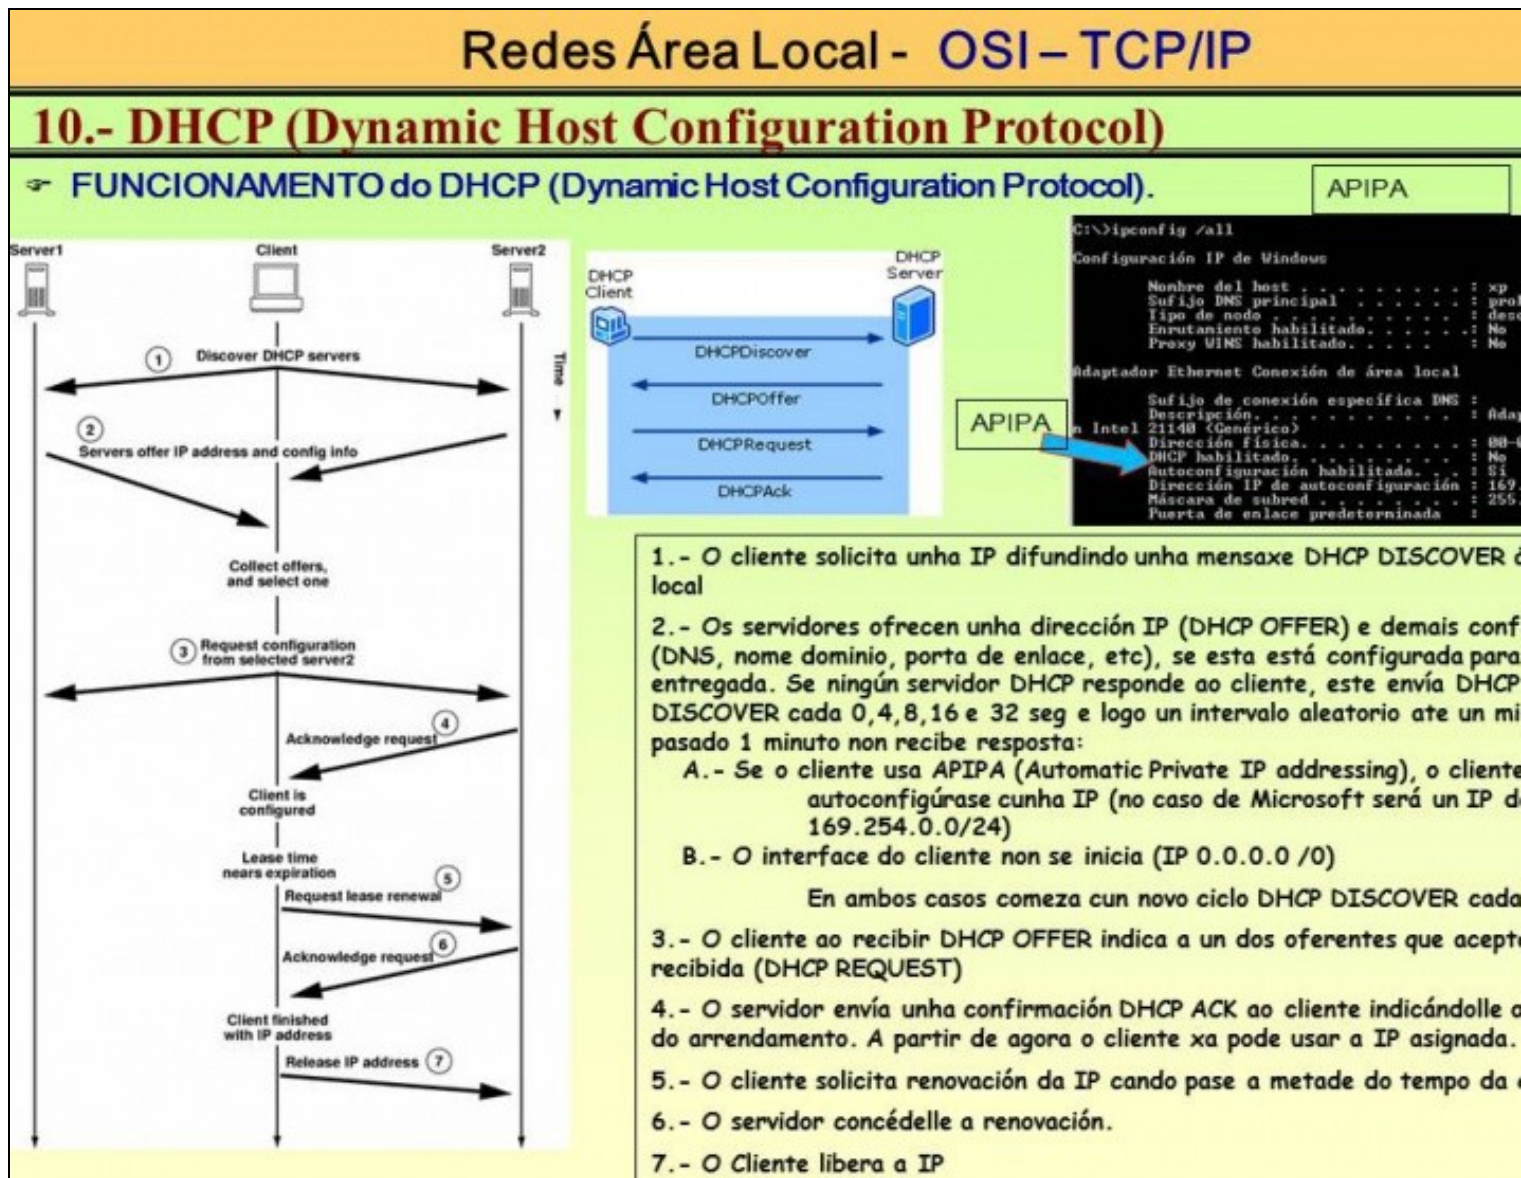 Redes Área Local - OSI – TCP/IP
10.- DHCP (Dynamic Host Configuration Protocol)
☞ FUNCIONAMENTO do DHCP (Dynamic Host Configuration Protocol).
APIPA
Server1
Client
Server2
1
Discover DHCP servers
Time
2
Servers offer IP address and config info
Collect offers,
and select one
3
Request configuration
from selected server2
4
Acknowledge request
Client is
configured
Lease time
nears expiration
5
Request lease renewal
6
Acknowledge request
Client finished
with IP address
Release IP address
7
DHCP
Client
DHCP
Server
DHCPDiscover
DHCPOffer
DHCPRequest
DHCPAck
APIPA
C:\>ipconfig /all
Configuración IP de Windows
Nombre del host . . . . . . . . . : xp
Sufijo DNS principal . . . . . . :
Tipo de nodo . . . . . . . . . . :
Enrutamiento habilitado. . . . . .: No
Proxy WINS habilitado. . . . . : No
Adaptador Ethernet Conexión de área local
Sufijo de conexión específica DNS :
Descripción. . . . . . . . . . . :
n Intel 21140 (Genérico)
Dirección física. . . . . . . . . :
DHCP habilitado. . . . . . . . . : No
Autoconfiguración habilitada. . . : Sí
Dirección IP de autoconfiguración : 169.
Máscara de subred . . . . . . . . : 255.
Puerta de enlace predeterminada :
1.- O cliente solicita unha IP difundindo unha mensaxe DHCP DISCOVER
local
2.- Os servidores ofrecen unha dirección IP (DHCP OFFER) e demais conf
(DNS, nome dominio, porta de enlace, etc), se esta está configurada para
entregada. Se ningún servidor DHCP responde ao cliente, este envía DHCP
DISCOVER cada 0,4,8,16 e 32 seg e logo un intervalo aleatorio ate un mi
pasado 1 minuto non recibe resposta:
A.- Se o cliente usa APIPA (Automatic Private IP addressing), o cliente
autoconfigúrase cunha IP (no caso de Microsoft será un IP
169.254.0.0/24)
B.- O interface do cliente non se inicia (IP 0.0.0.0 /0)
En ambos casos comeza cun novo ciclo DHCP DISCOVER cada
3.- O cliente ao recibir DHCP OFFER indica a un dos oferentes que acept
recibida (DHCP REQUEST)
4.- O servidor envía unha confirmación DHCP ACK ao cliente indicándolle
do arrendamento. A partir de agora o cliente xa pode usar a IP asignada.
5.- O cliente solicita renovación da IP cando pase a metade do tempo da
6.- O servidor concédelle a renovación.
7.- O Cliente libera a IP